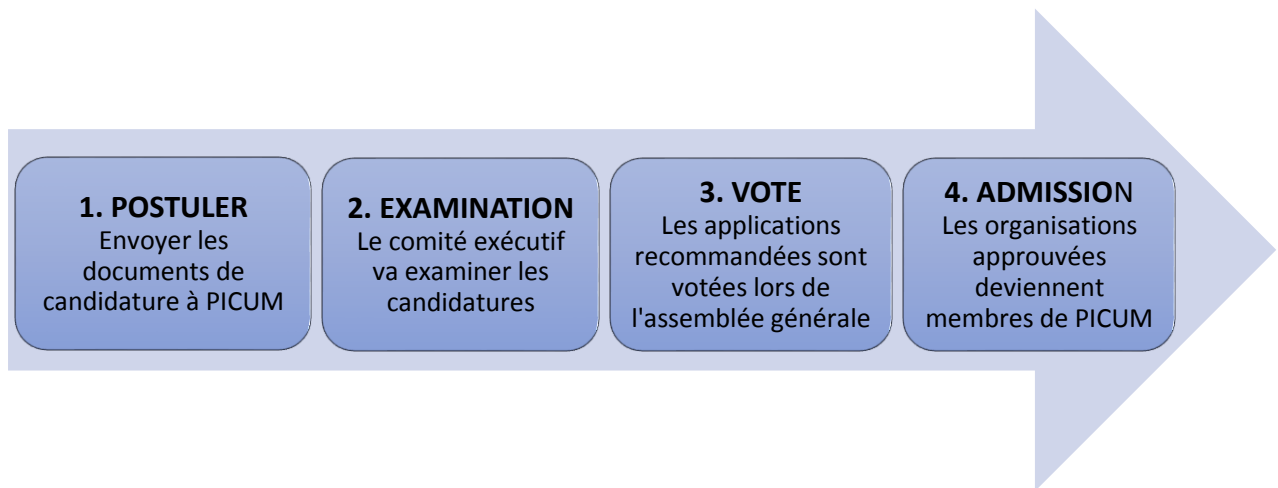 1. POSTULER
Envoyer les
documents de
candidature à PICUM
2. EXAMINATION
Le comité exécutif
va examiner les
candidatures
3. VOTE
Les applications
recommandées sont
votées lors de
l'assemblée générale
4. ADMISSION
Les organisations
approuvées
deviennent
membres de PICUM